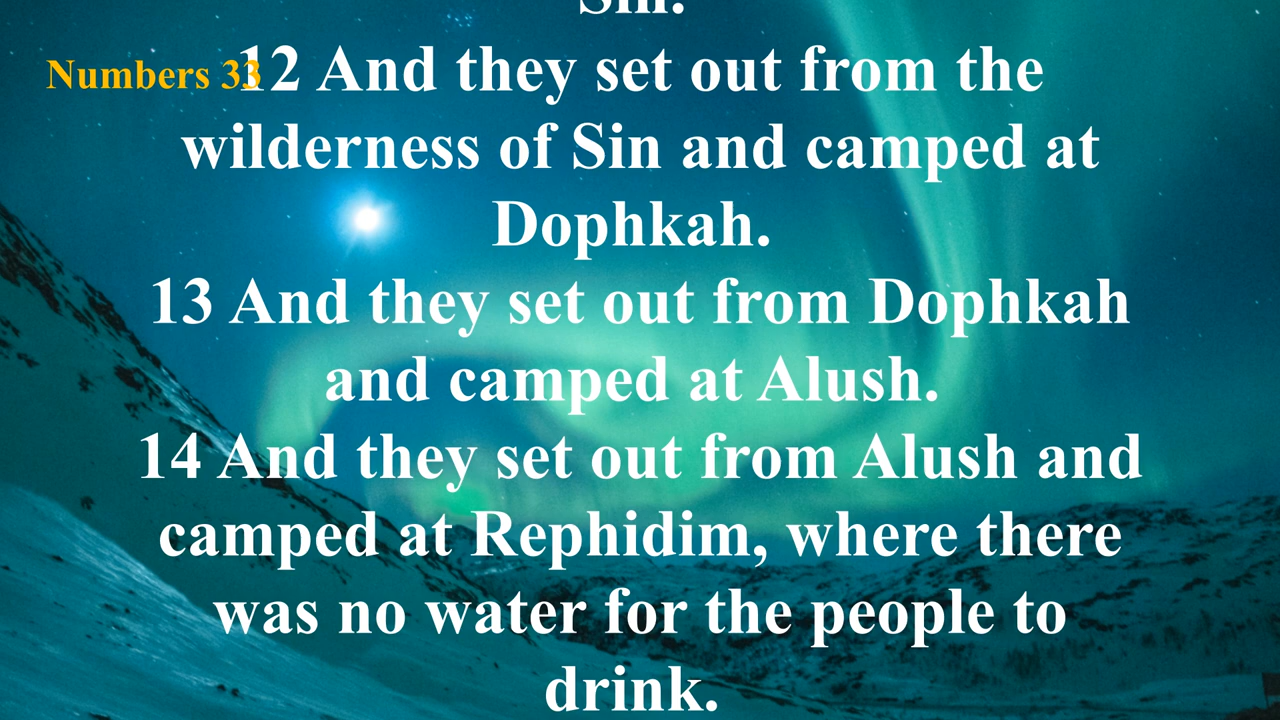 Sin.
Numbers 33
12 And they set out from the
wilderness of Sin and camped at
Dophkah.
13 And they set out from Dophkah
and camped at Alush.
14 And they set out from Alush and
camped at Rephidim, where there
was no water for the people to
drink.